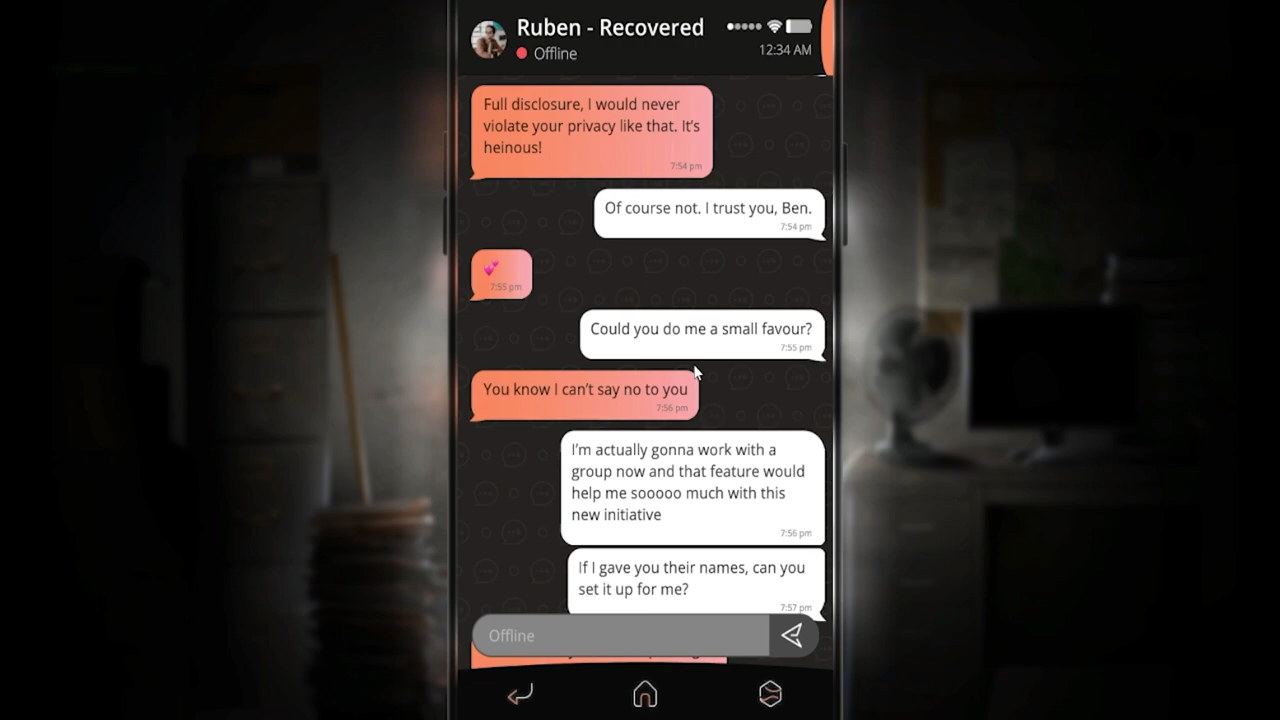 Ruben - Recovered
Offline
12:34 AM
Full disclosure, I would never
violate your privacy like that. It's
heinous!
7:54 pm
Of course not. I trust you, Ben.
7:54 pm
7:55 pm
Could you do me a small favour?
7:55 pm
You know I can't say no to you
7:56 pm
I'm actually gonna work with a
group now and that feature would
help me sooooo much with this
new initiative
7:56 pm
If I gave you their names, can you
set it up for me?
7:57 pm
Offline